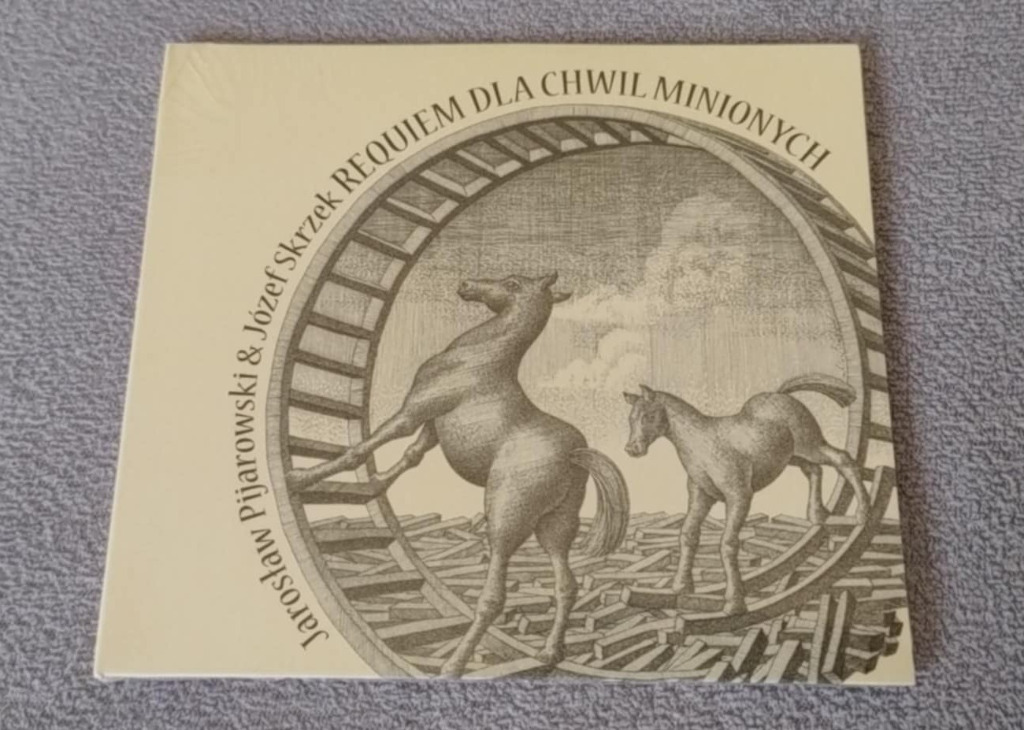 Jarosław Pijarowski & Józef Skrzek REQUIEM DLA CHWIL MINIONYCH